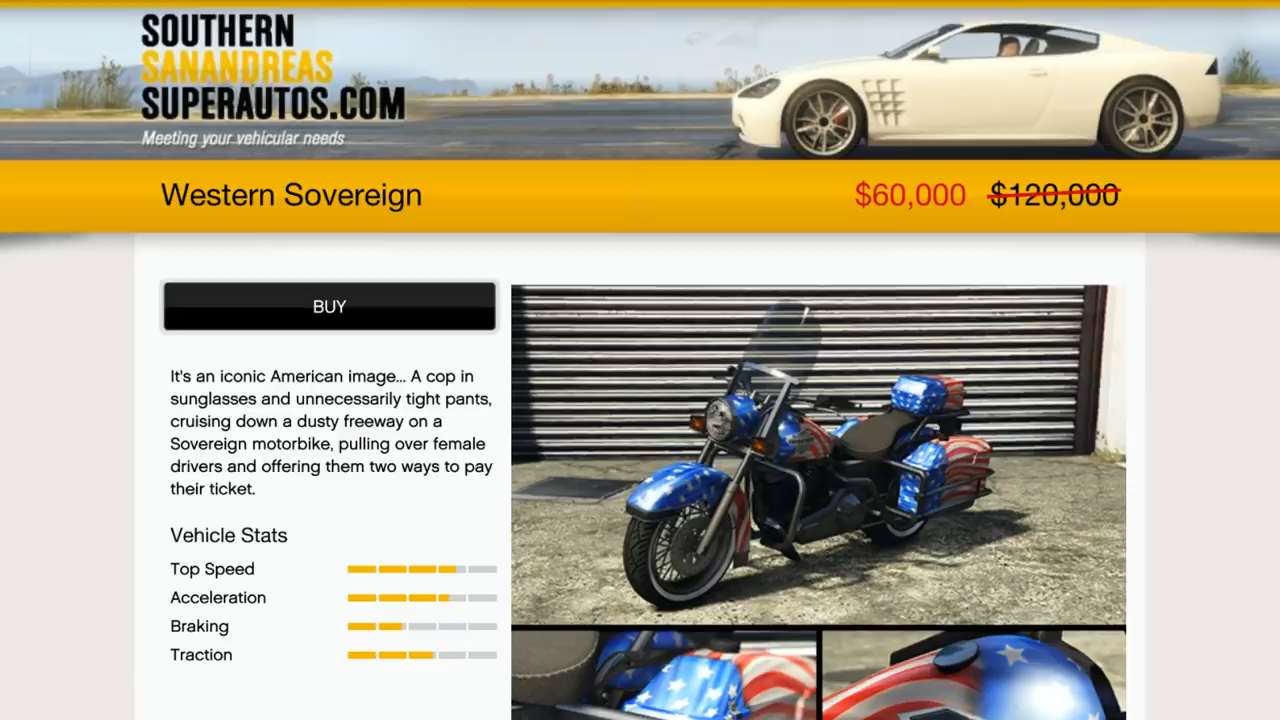 SOUTHERN
SANANDREAS
SUPERAUTOS.COM
Meeting your vehicular needs
Western Sovereign
$60,000 $120,000
BUY
It's an iconic American image... A cop in
sunglasses and unnecessarily tight pants,
cruising down a dusty freeway on a
Sovereign motorbike, pulling over female
drivers and offering them two ways to pay
their ticket.
Vehicle Stats
Top Speed
Acceleration
Braking
Traction